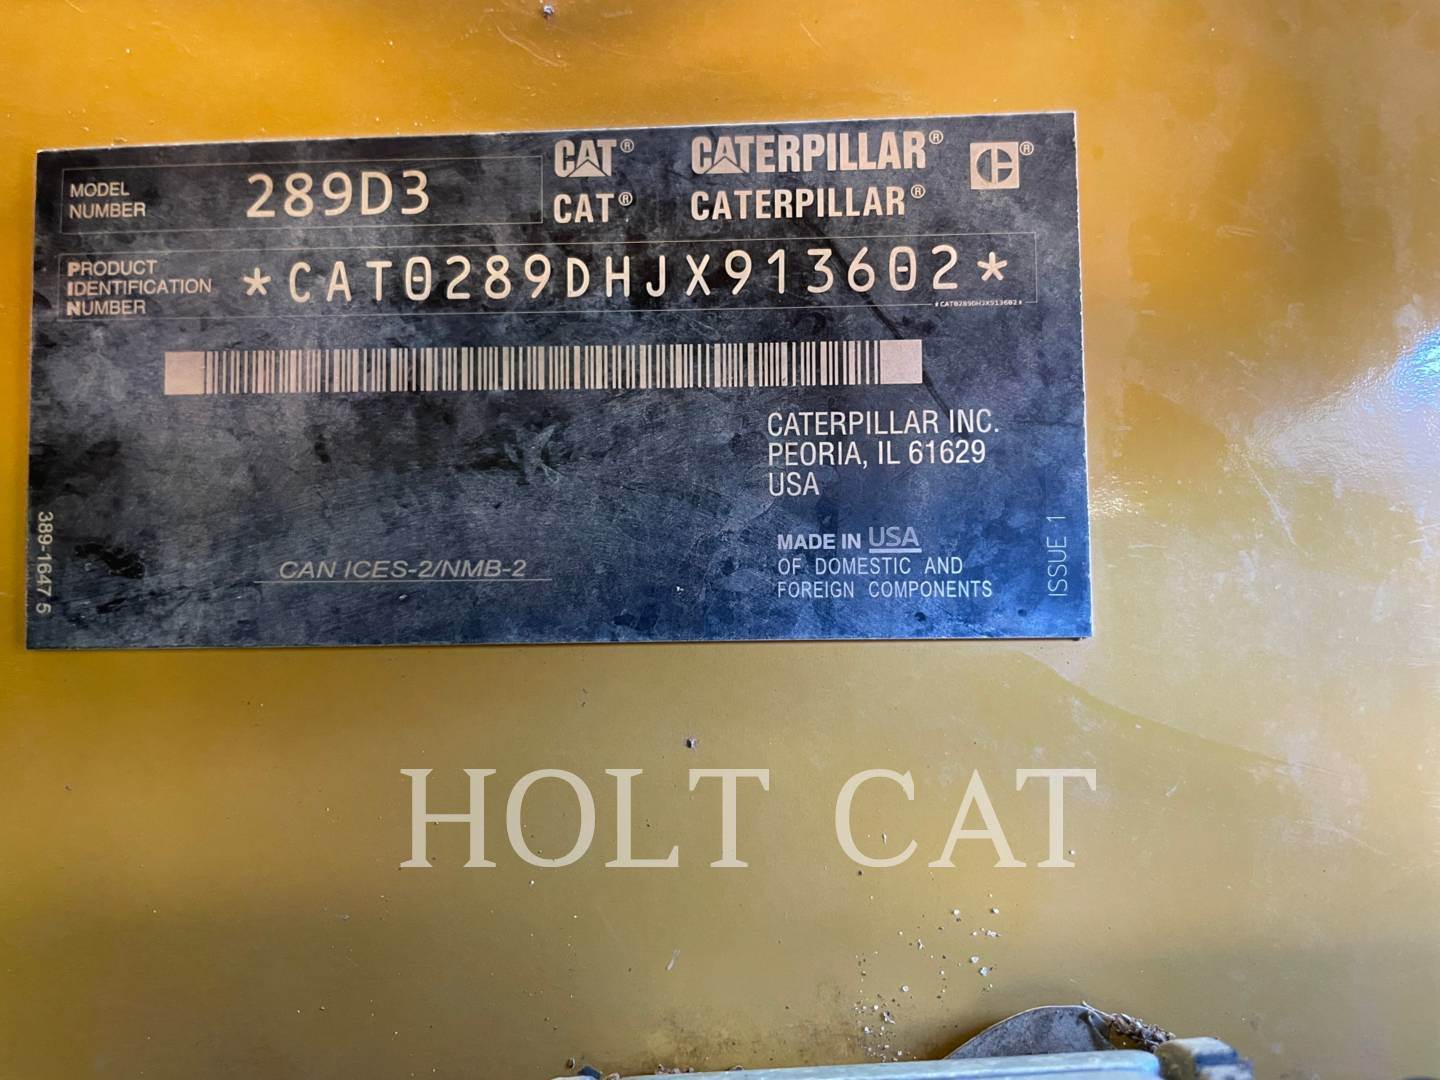 MODEL NUMBER 289D3
CAT® CATERPILLAR®
CAT® CATERPILLAR®
PRODUCT IDENTIFICATION NUMBER *CAT0289DHJX913602*
*CAT0289DHJX913602*
CATERPILLAR INC.
PEORIA, IL 61629
USA
MADE IN USA
OF DOMESTIC AND
FOREIGN COMPONENTS
CAN ICES-2/NMB-2
389-1647 5
ISSUE 1
HOLT CAT